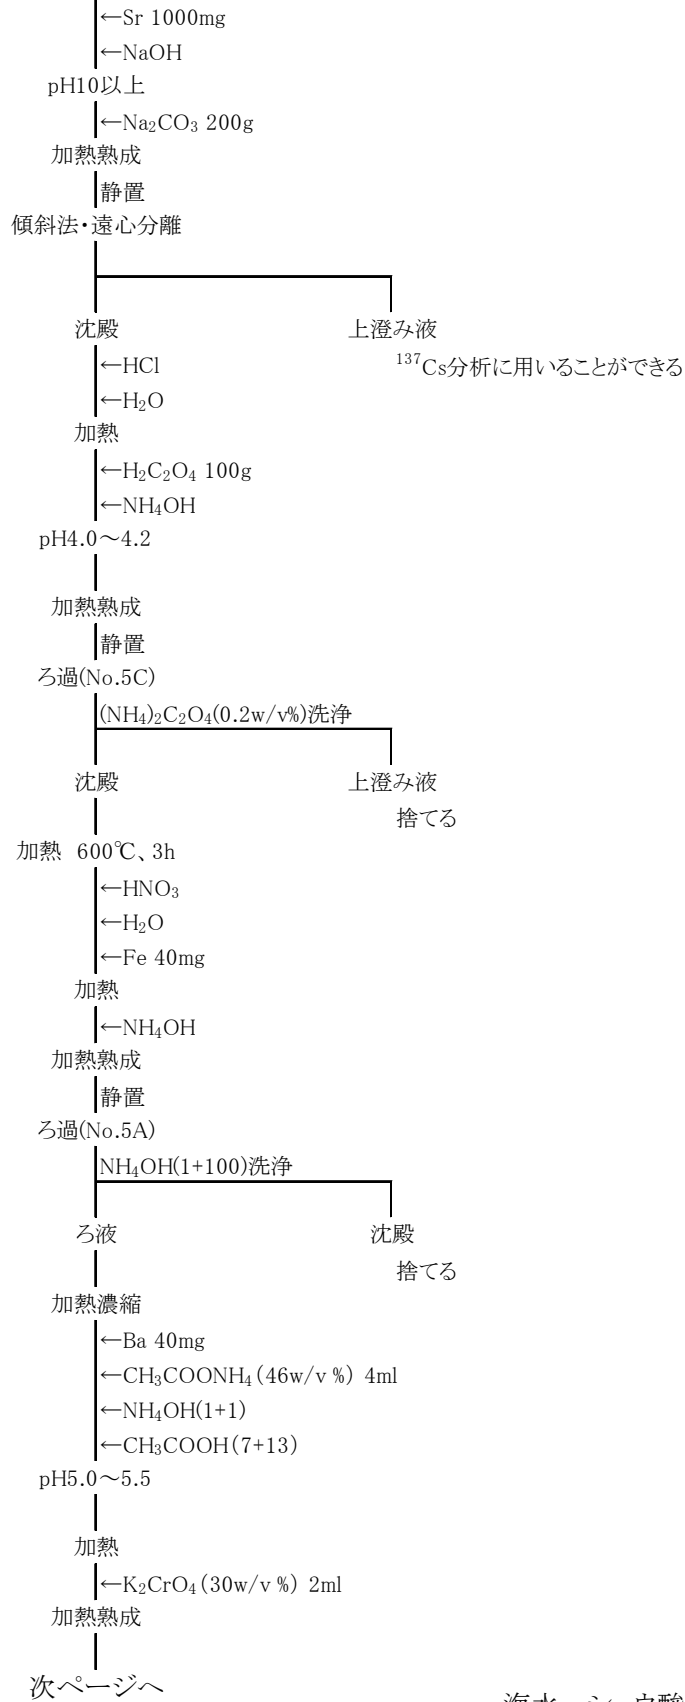 ←Sr 1000mg
←NaOH
pH10以上
←Na₂CO₃ 200g
加熱熟成
静置
傾斜法・遠心分離
沈殿 上澄み液
←HCl ¹³⁷Cs分析に用いることができる
←H₂O
加熱
←H₂C₂O₄ 100g
←NH₄OH
pH4.0～4.2
加熱熟成
静置
ろ過(No.5C)
(NH₄)₂C₂O₄(0.2w/v%)洗浄
沈殿 上澄み液
捨てる
加熱 600℃、3h
←HNO₃
←H₂O
←Fe 40mg
加熱
←NH₄OH
加熱熟成
静置
ろ過(No.5A)
NH₄OH(1+100)洗浄
ろ液 沈殿
捨てる
加熱濃縮
←Ba 40mg
←CH₃COONH₄(46w/v %) 4ml
←NH₄OH(1+1)
←CH₃COOH(7+13)
pH5.0～5.5
加熱
←K₂CrO₄(30w/v %) 2ml
加熱熟成
次ページへ